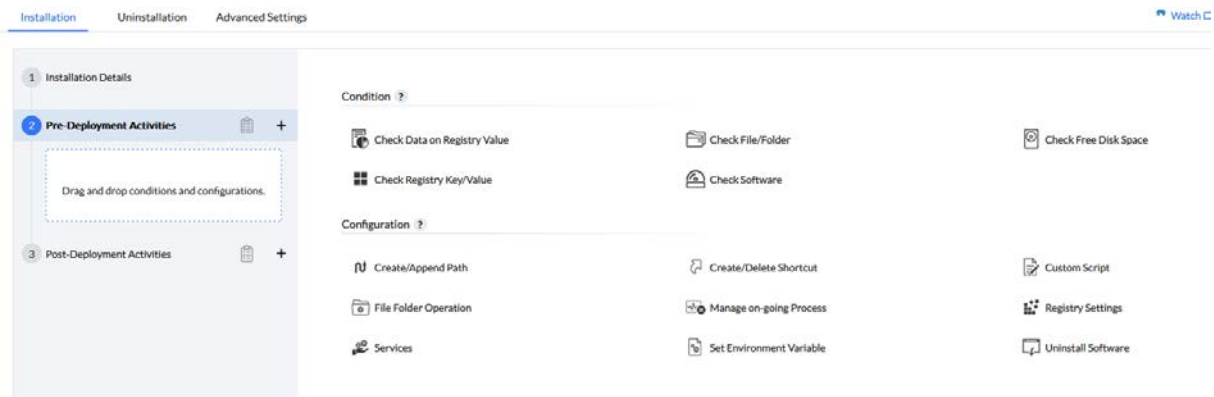 Installation Uninstallation Advanced Settings Watch
1 Installation Details
2 Pre-Deployment Activities +
Drag and drop conditions and configurations.
3 Post-Deployment Activities +
Condition ?
Check Data on Registry Value Check File/Folder Check Free Disk Space
Check Registry Key/Value Check Software
Configuration ?
Create/Append Path Create/Delete Shortcut Custom Script
File Folder Operation Manage on-going Process Registry Settings
Services Set Environment Variable Uninstall Software